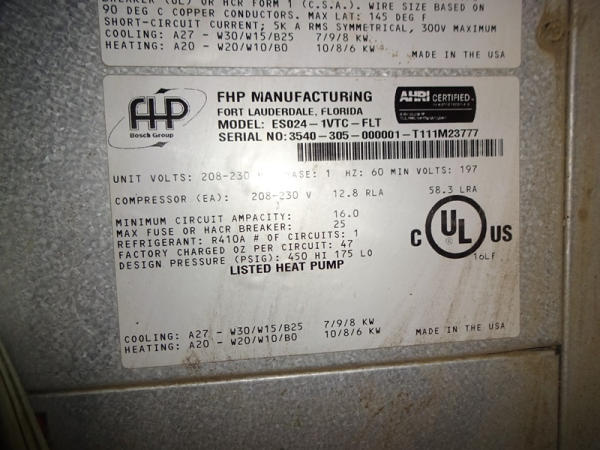 BREAKER (UL) or HCR FORM 1 (C.S.A.). WIRE SIZE BASED ON
90 DEG C COPPER CONDUCTORS. MAX LAT: 145 DEG F
SHORT-CIRCUIT CURRENT; 5K A RMS SYMETRICAL, 300V MAXIMUM
COOLING: A27 - W30/W15/B25 7/9/8 KW
HEATING: A20 - W20/W10/B0 10/8/6 KW MADE IN THE USA
FHP
Bosch Group
FHP MANUFACTURING
FORT LAUDERDALE, FLORIDA
MODEL: ES024-1VTC-FLT
SERIAL NO: 3540-305-000001-T111M23777
AHRI CERTIFIED
UNIT VOLTS: 208-230 ASE: 1 HZ: 60 MIN VOLTS: 197
COMPRESSOR (EA): 208-230 V 12.8 RLA 58.3 LRA
MINIMUM CIRCUIT AMPACITY: 16.0
MAX FUSE or HACR BREAKER: 25
REFRIGERANT: R410A # OF CIRCUITS: 1
FACTORY CHARGED OZ PER CIRCUIT: 47
DESIGN PRESSURE (PSIG): 450 HI 175 LO
LISTED HEAT PUMP
C UL US
16LF
COOLING: A27 - W30/W15/B25 7/9/8 KW
HEATING: A20 - W20/W10/B0 10/8/6 KW MADE IN THE USA